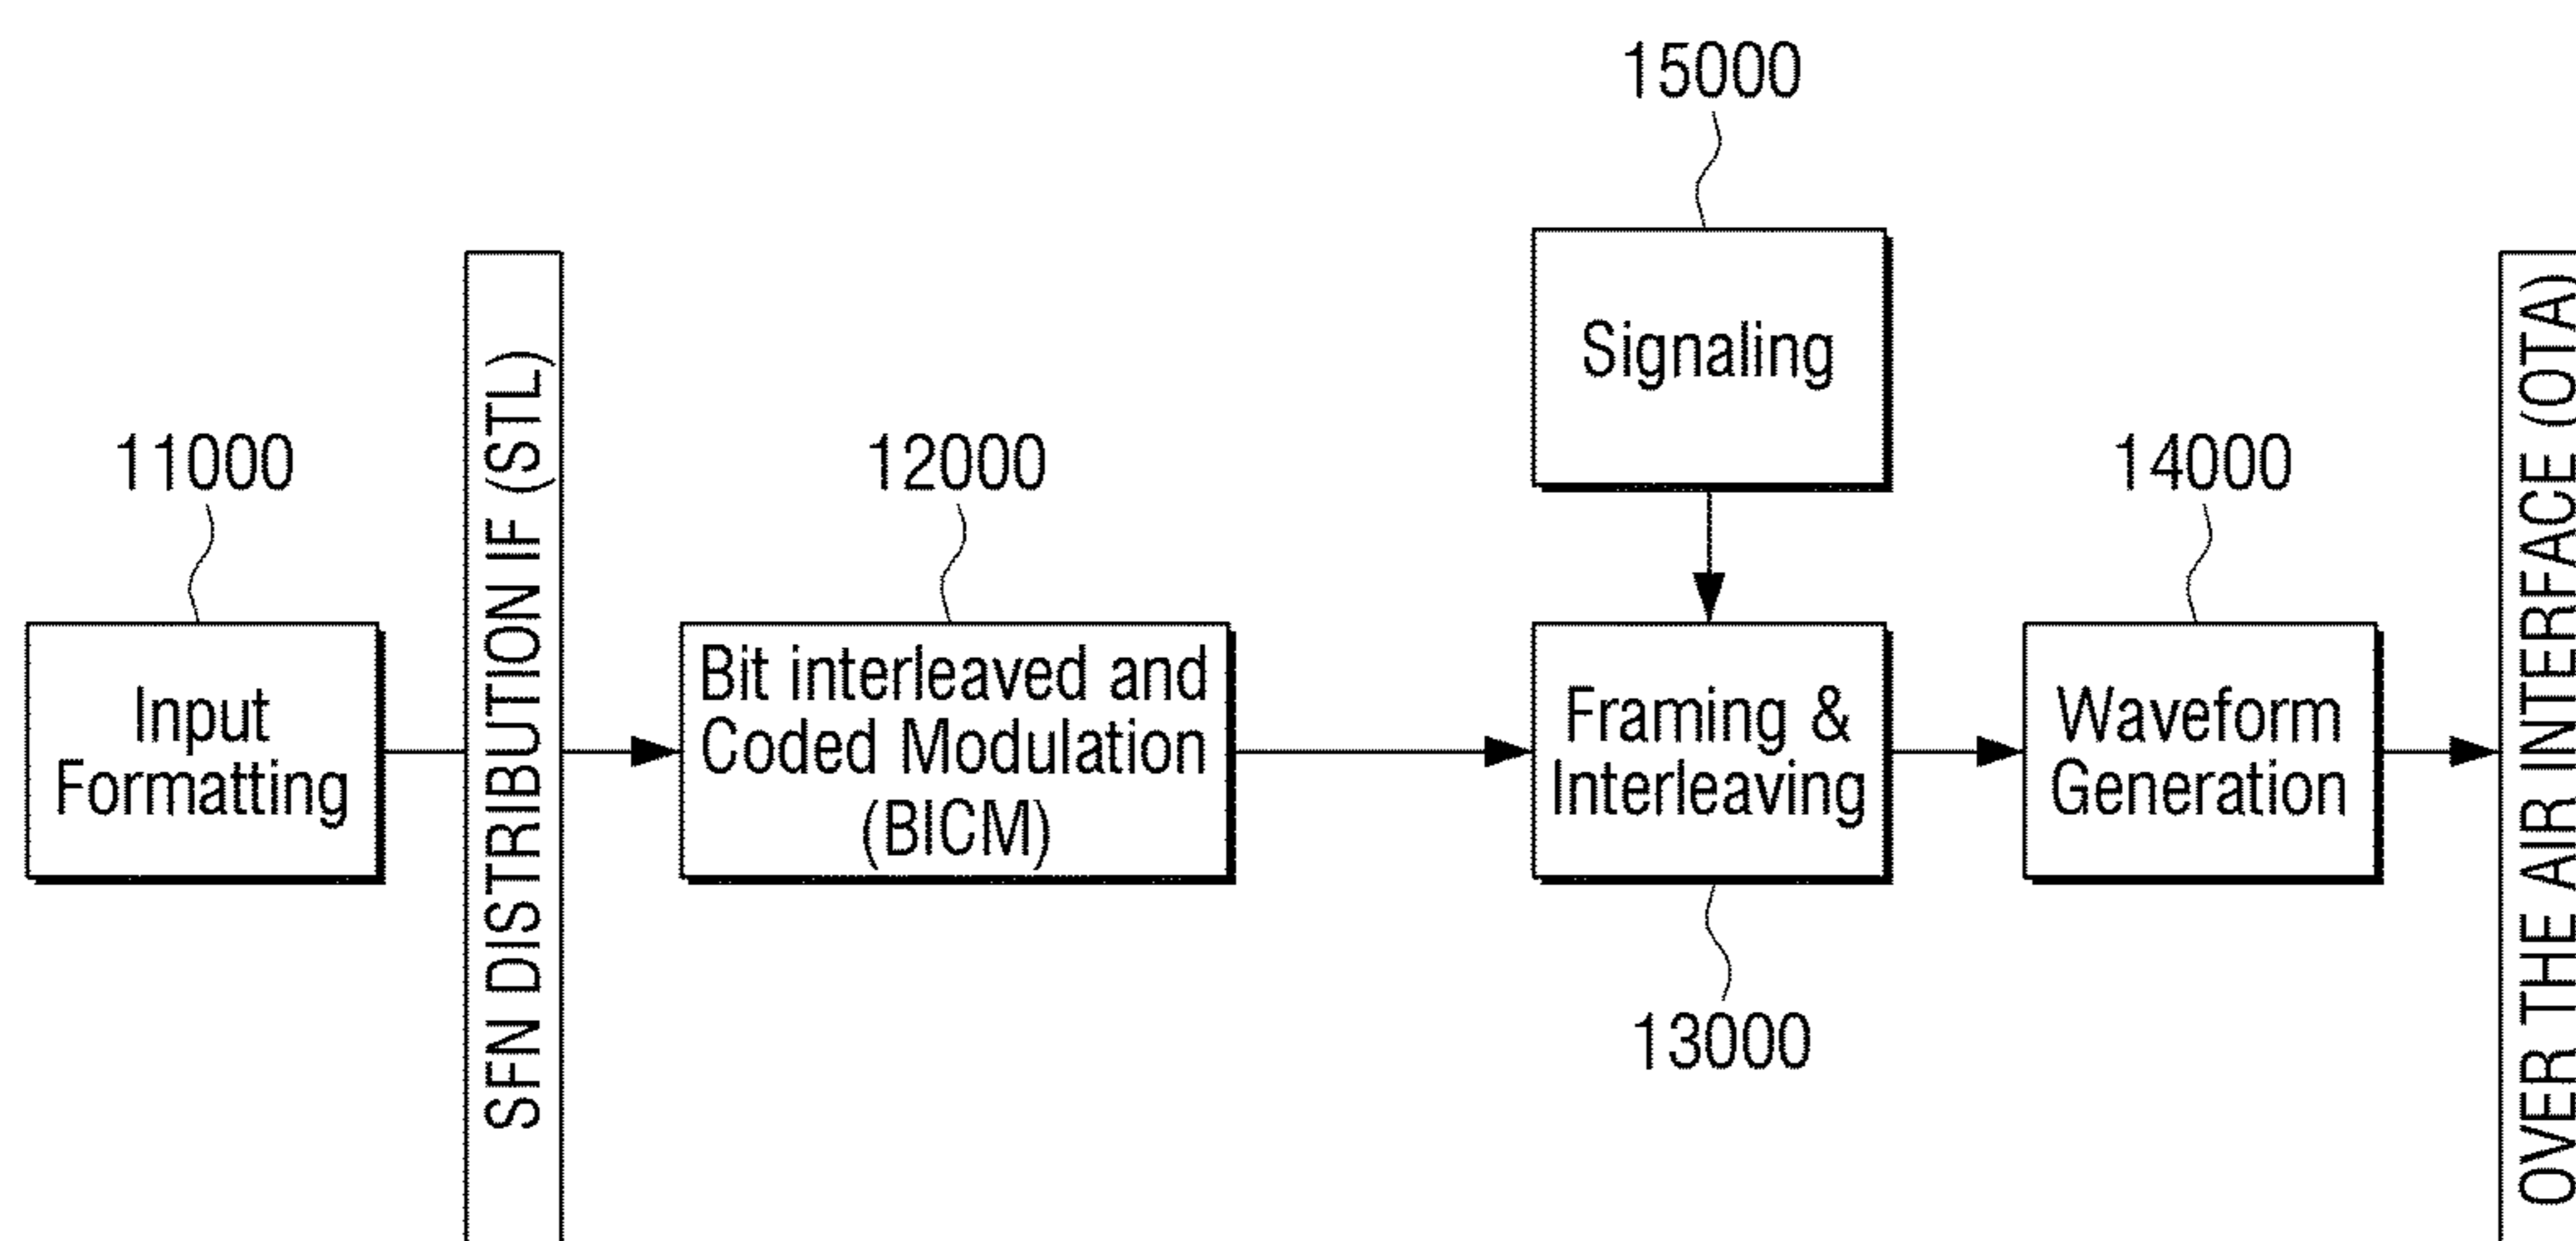 15000
Signaling
11000
Input
Formatting
SFN DISTRIBUTION IF (STL)
12000
Bit interleaved and
Coded Modulation
(BICM)
Framing &
Interleaving
13000
14000
Waveform
Generation
OVER THE AIR INTERFACE (OTA)